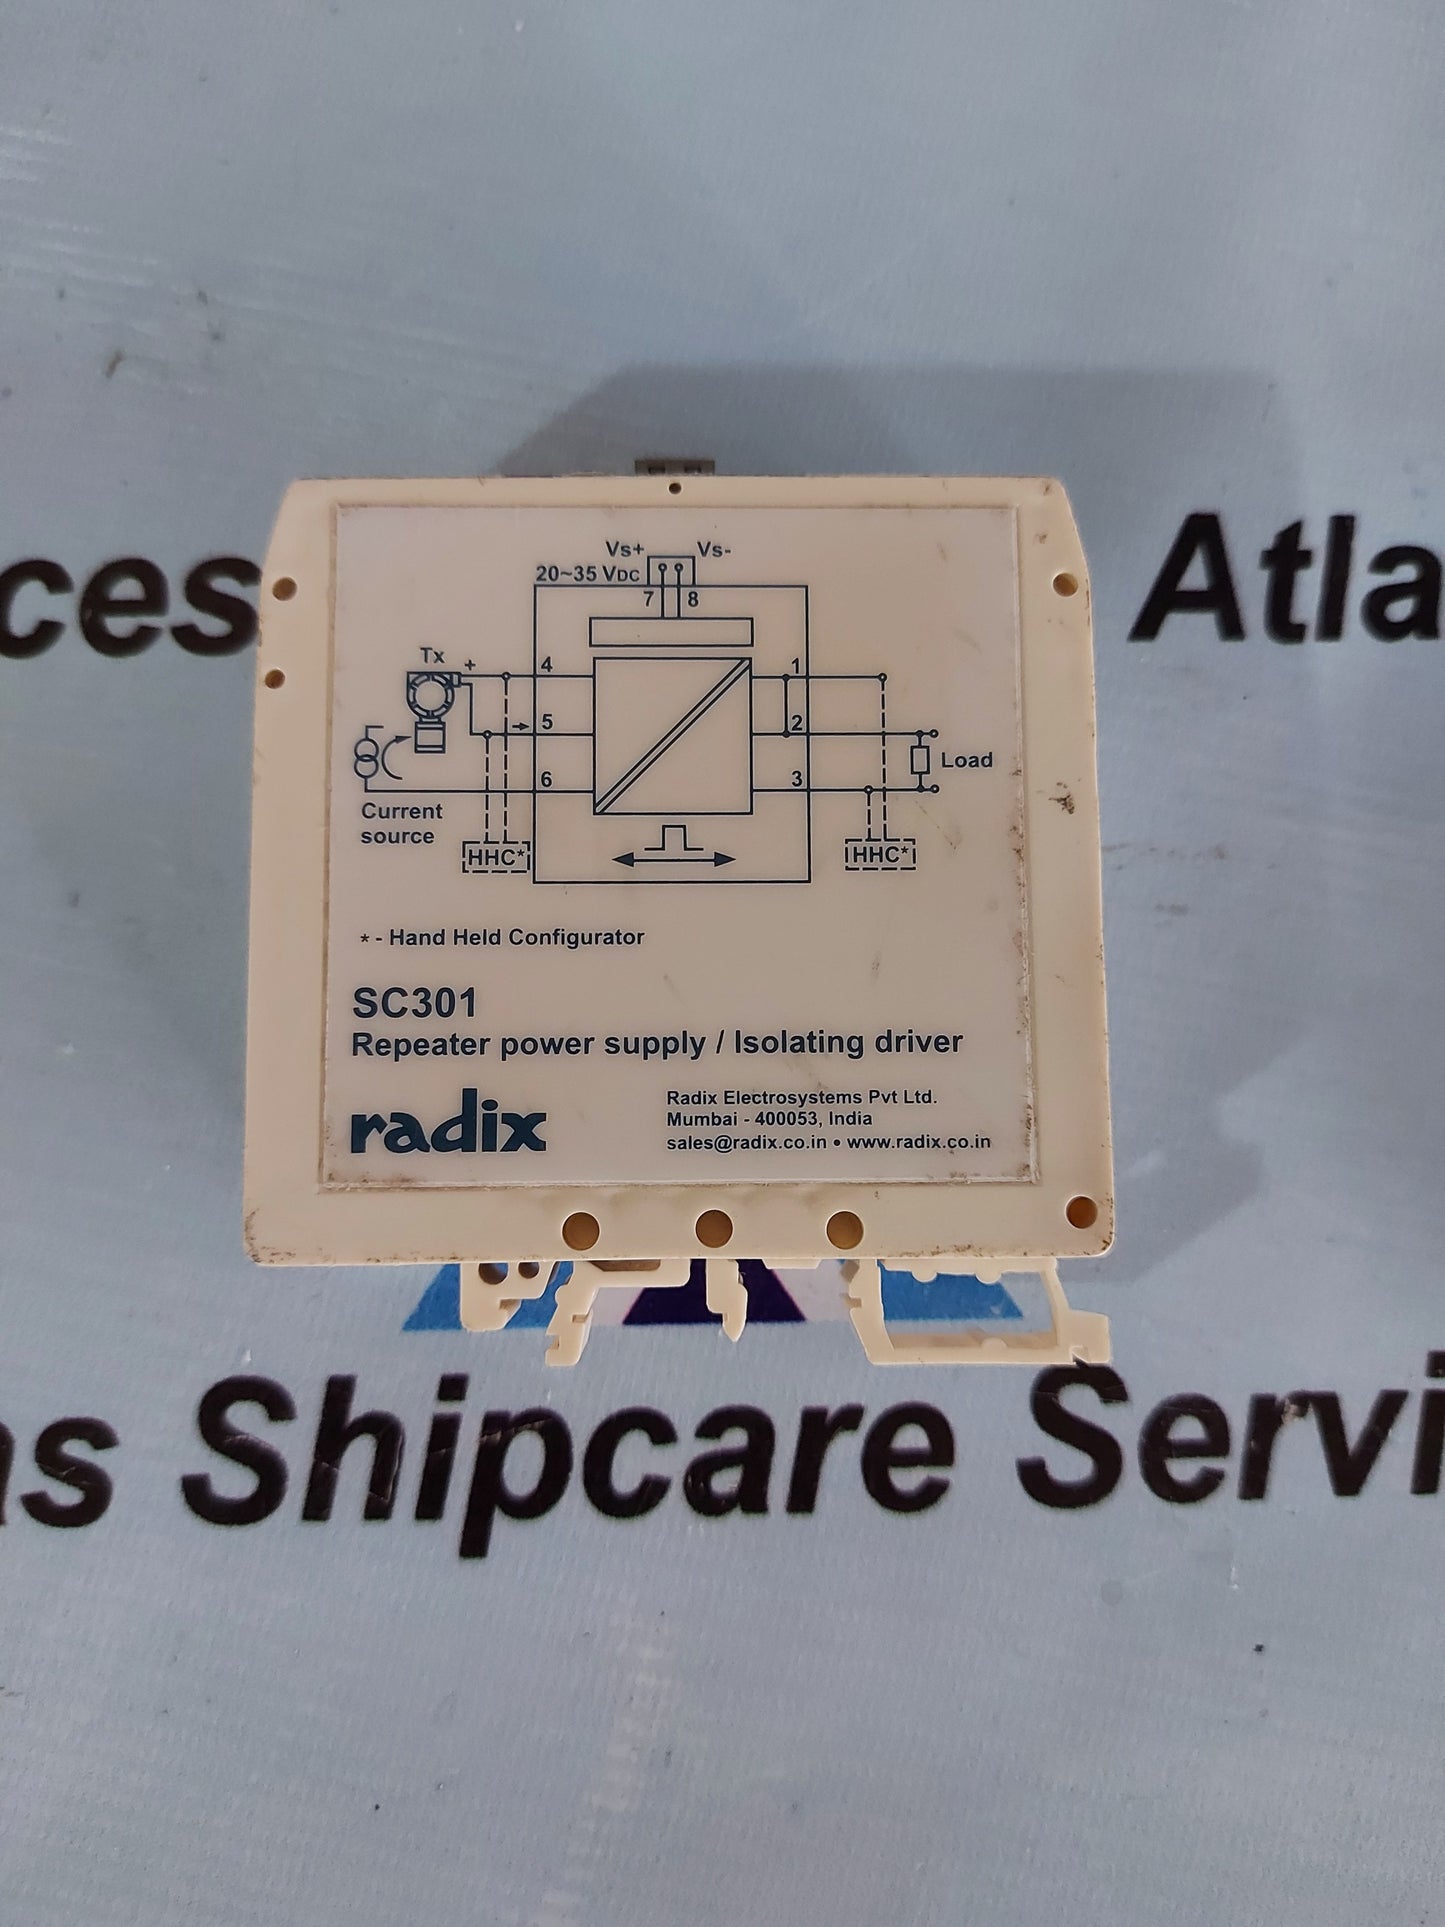 ces Atla
Vs+ Vs-
20~35 VDC
7 8
Tx +
4 1
5 2
Load
6 3
Current
source
HHC* HHC*
* - Hand Held Configurator
SC301
Repeater power supply / Isolating driver
radix
Radix Electrosystems Pvt Ltd.
Mumbai - 400053, India
sales@radix.co.in • www.radix.co.in
as Shipcare Servi